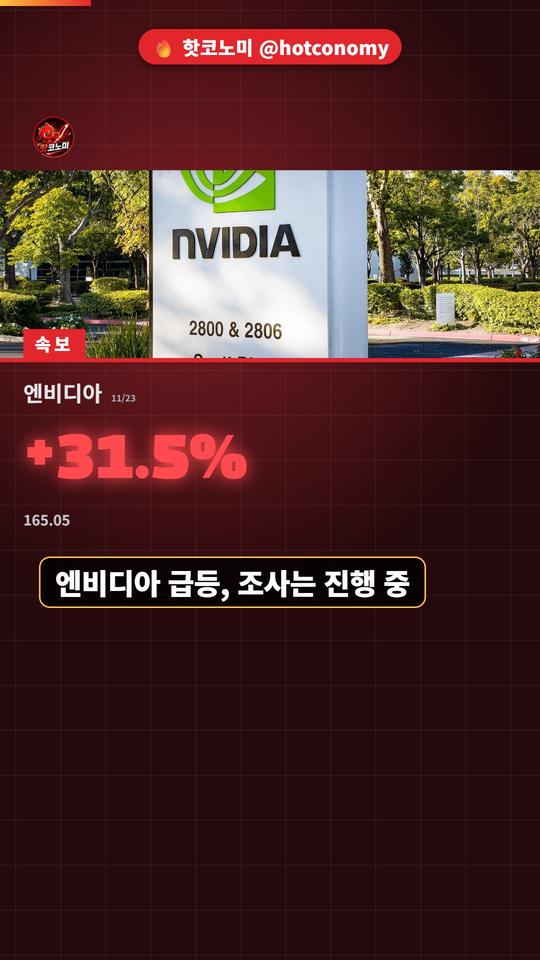 핫코노미 @hotconomy
핫코노미
NVIDIA
2800 & 2806
속보
엔비디아 11/23
+31.5%
165.05
엔비디아 급등, 조사는 진행 중